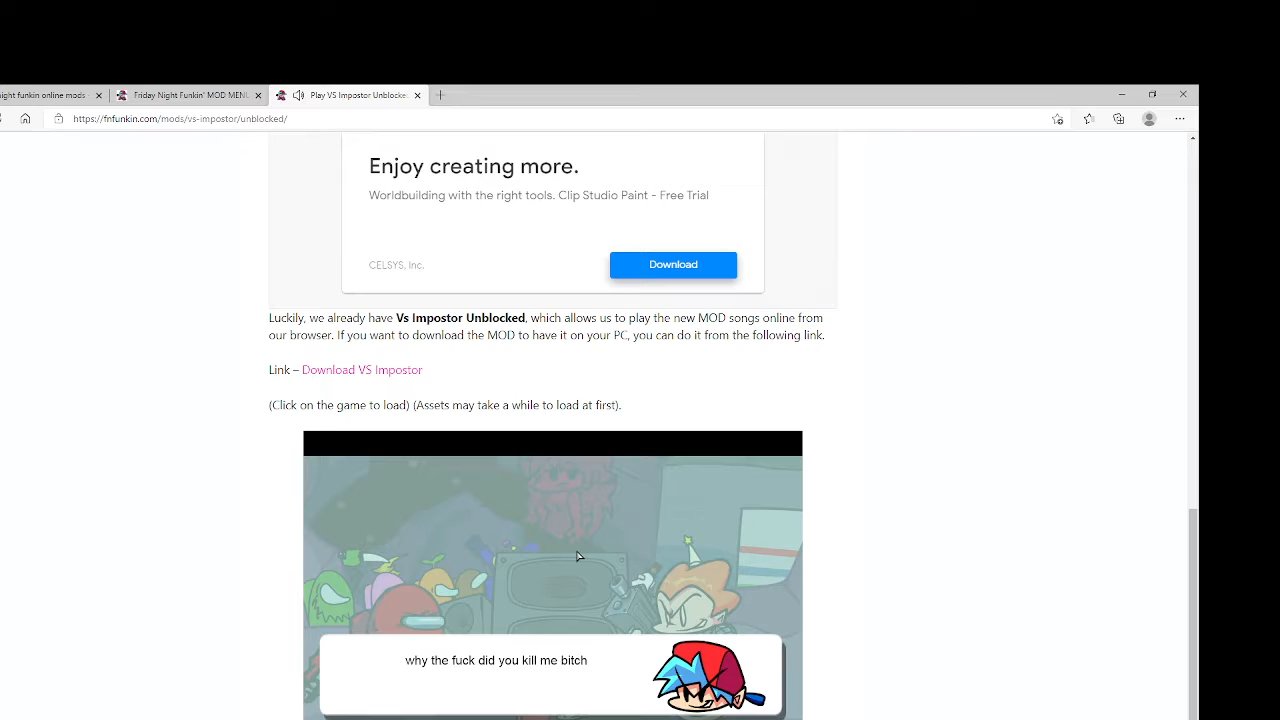 night funkin online mods -
Friday Night Funkin' MOD MENU
Play VS Impostor Unblocked
https://fnfunkin.com/mods/vs-impostor/unblocked/
Enjoy creating more.
Worldbuilding with the right tools. Clip Studio Paint - Free Trial
CELSYS, Inc.
Download
Luckily, we already have Vs Impostor Unblocked, which allows us to play the new MOD songs online from
our browser. If you want to download the MOD to have it on your PC, you can do it from the following link.
Link – Download VS Impostor
(Click on the game to load) (Assets may take a while to load at first).
why the fuck did you kill me bitch